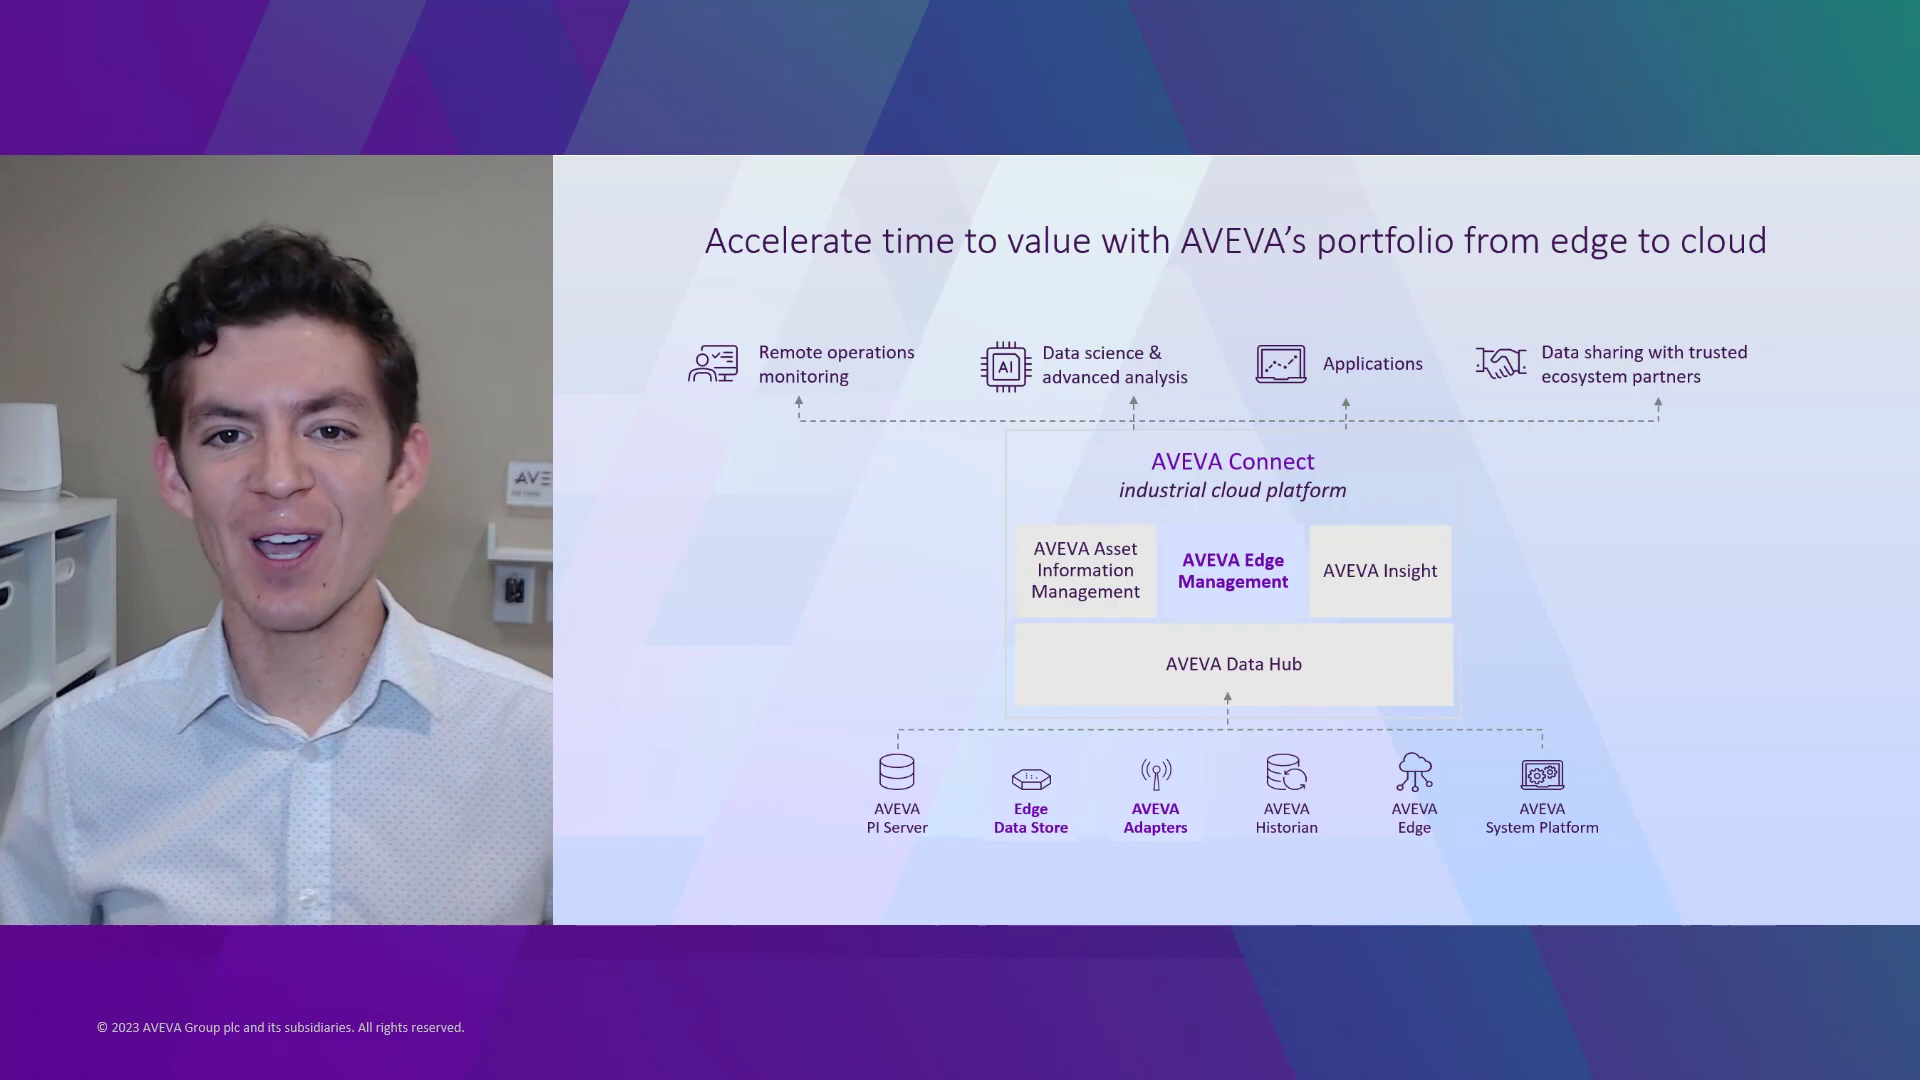 Accelerate time to value with AVEVA's portfolio from edge to cloud
Remote operations
monitoring
AI
Data science &
advanced analysis
Applications
Data sharing with trusted
ecosystem partners
AVEVA Connect
industrial cloud platform
AVEVA Asset
Information
Management
AVEVA Edge
Management
AVEVA Insight
AVEVA Data Hub
AVEVA
PI Server
Edge
Data Store
AVEVA
Adapters
AVEVA
Historian
AVEVA
Edge
AVEVA
System Platform
AVE
© 2023 AVEVA Group plc and its subsidiaries. All rights reserved.